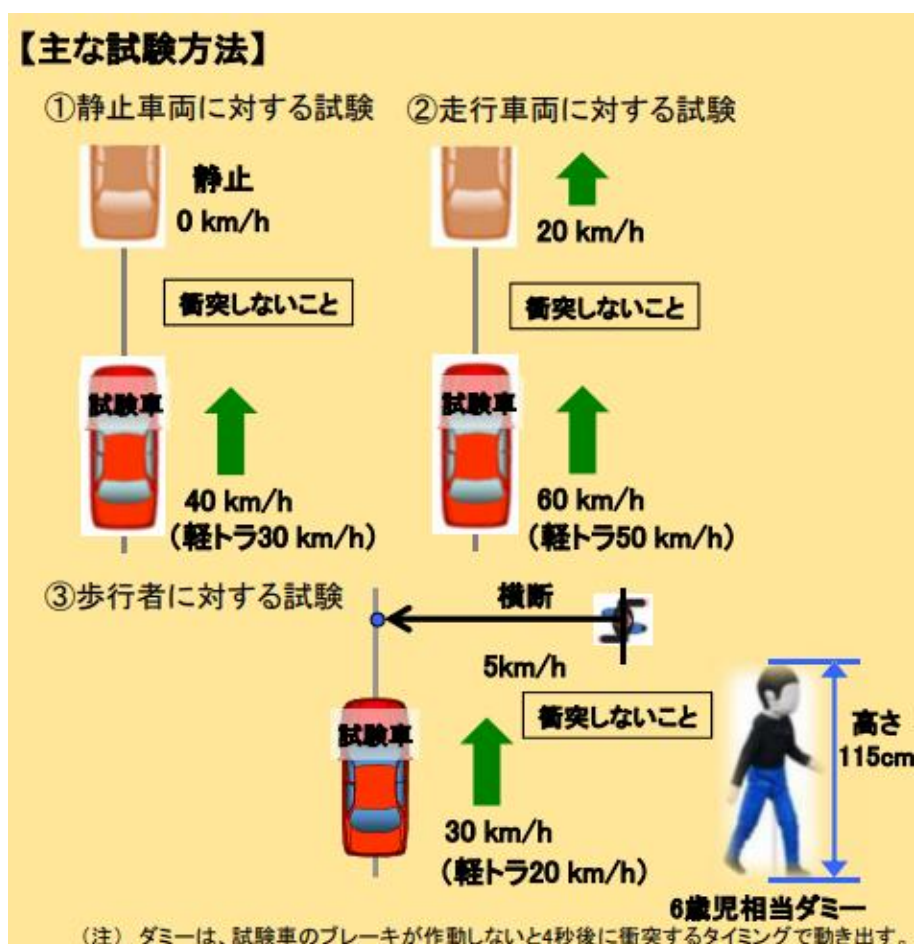 【主な試験方法】
①静止車両に対する試験
②走行車両に対する試験
静止
0 km/h
20 km/h
衝突しないこと
衝突しないこと
試験車
試験車
40 km/h
(軽トラ30 km/h)
60 km/h
(軽トラ50 km/h)
③歩行者に対する試験
横断
5km/h
衝突しないこと
試験車
高さ
115cm
30 km/h
(軽トラ20 km/h)
6歳児相当ダミー
(注) ダミーは、試験車のブレーキが作動しないと4秒後に衝突するタイミングで動き出す。